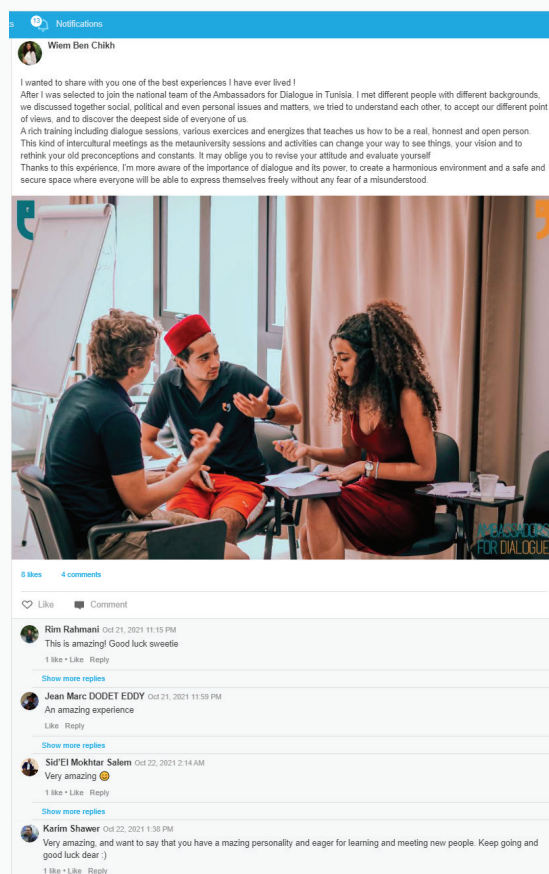 s
13
Notifications
Wiem Ben Chikh
I wanted to share with you one of the best experiences I have ever lived !
After I was selected to join the national team of the Ambassadors for Dialogue in Tunisia. I met different people with different backgrounds,
we discussed together social, political and even personal issues and matters, we tried to understand each other, to accept our different point
of views, and to discover the deepest side of everyone of us.
A rich training including dialogue sessions, various exercices and energizes that teaches us how to be a real, honnest and open person.
This kind of intercultural meetings as the metauniversity sessions and activities can change your way to see things, your vision and to
rethink your old preconceptions and constants. It may oblige you to revise your attitude and evaluate yourself
Thanks to this expérience, I'm more aware of the importance of dialogue and its power, to create a harmonious environment and a safe and
secure space where everyone will be able to express themselves freely without any fear of a misunderstood.
AMBASSADORS
FOR DIALOGUE
8 likes 4 comments
Like Comment
Rim Rahmani Oct 21, 2021 11:15 PM
This is amazing! Good luck sweetie
1 like • Like Reply
Show more replies
Jean Marc DODET EDDY Oct 21, 2021 11:59 PM
An amazing experience
Like Reply
Show more replies
Sid'El Mokhtar Salem Oct 22, 2021 2:14 AM
Very amazing 😊
1 like • Like Reply
Show more replies
Karim Shawer Oct 22, 2021 1:38 PM
Very amazing, and want to say that you have a mazing personality and eager for learning and meeting new people. Keep going and
good luck dear :)
1 like • Like Reply